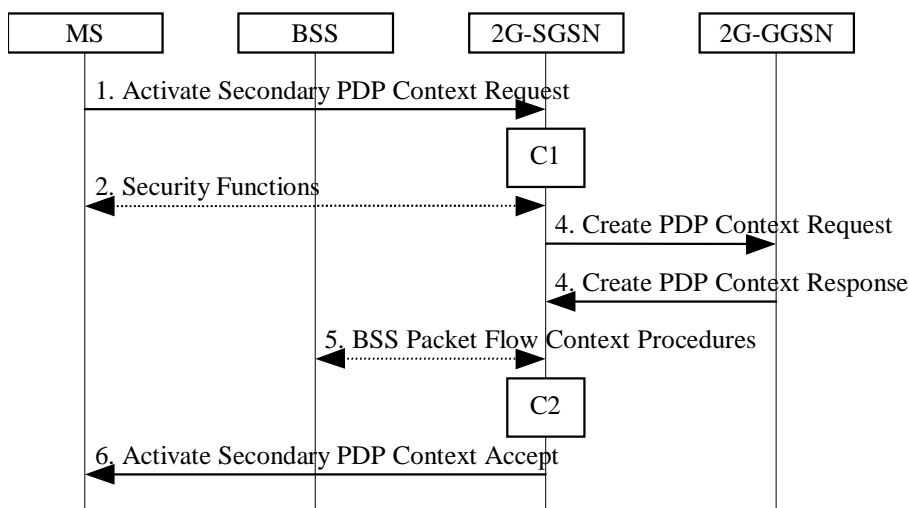 MS
BSS
2G-SGSN
2G-GGSN
1. Activate Secondary PDP Context Request
C1
2. Security Functions
4. Create PDP Context Request
4. Create PDP Context Response
5. BSS Packet Flow Context Procedures
C2
6. Activate Secondary PDP Context Accept